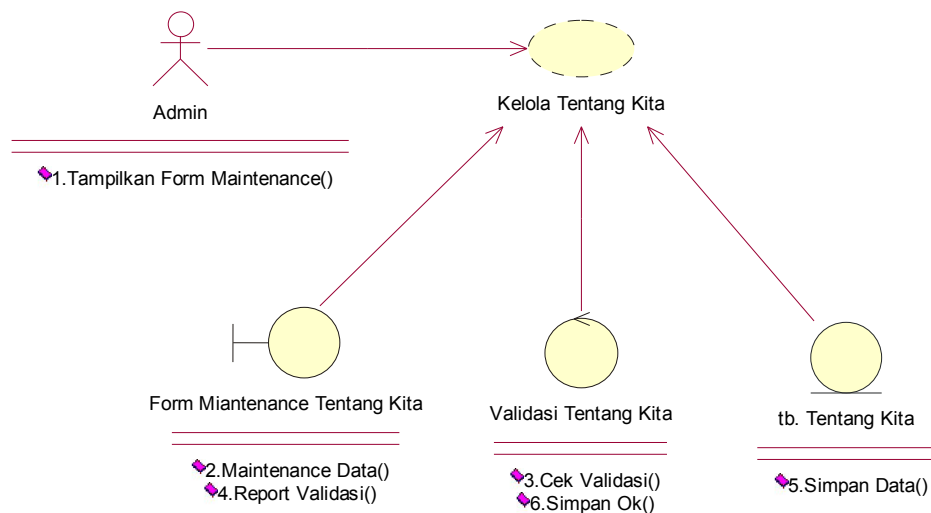 Admin
Kelola Tentang Kita
1.Tampilkan Form Maintenance()
Form Miantenance Tentang Kita
2.Maintenance Data()
4.Report Validasi()
Validasi Tentang Kita
3.Cek Validasi()
6.Simpan Ok()
tb. Tentang Kita
5.Simpan Data()